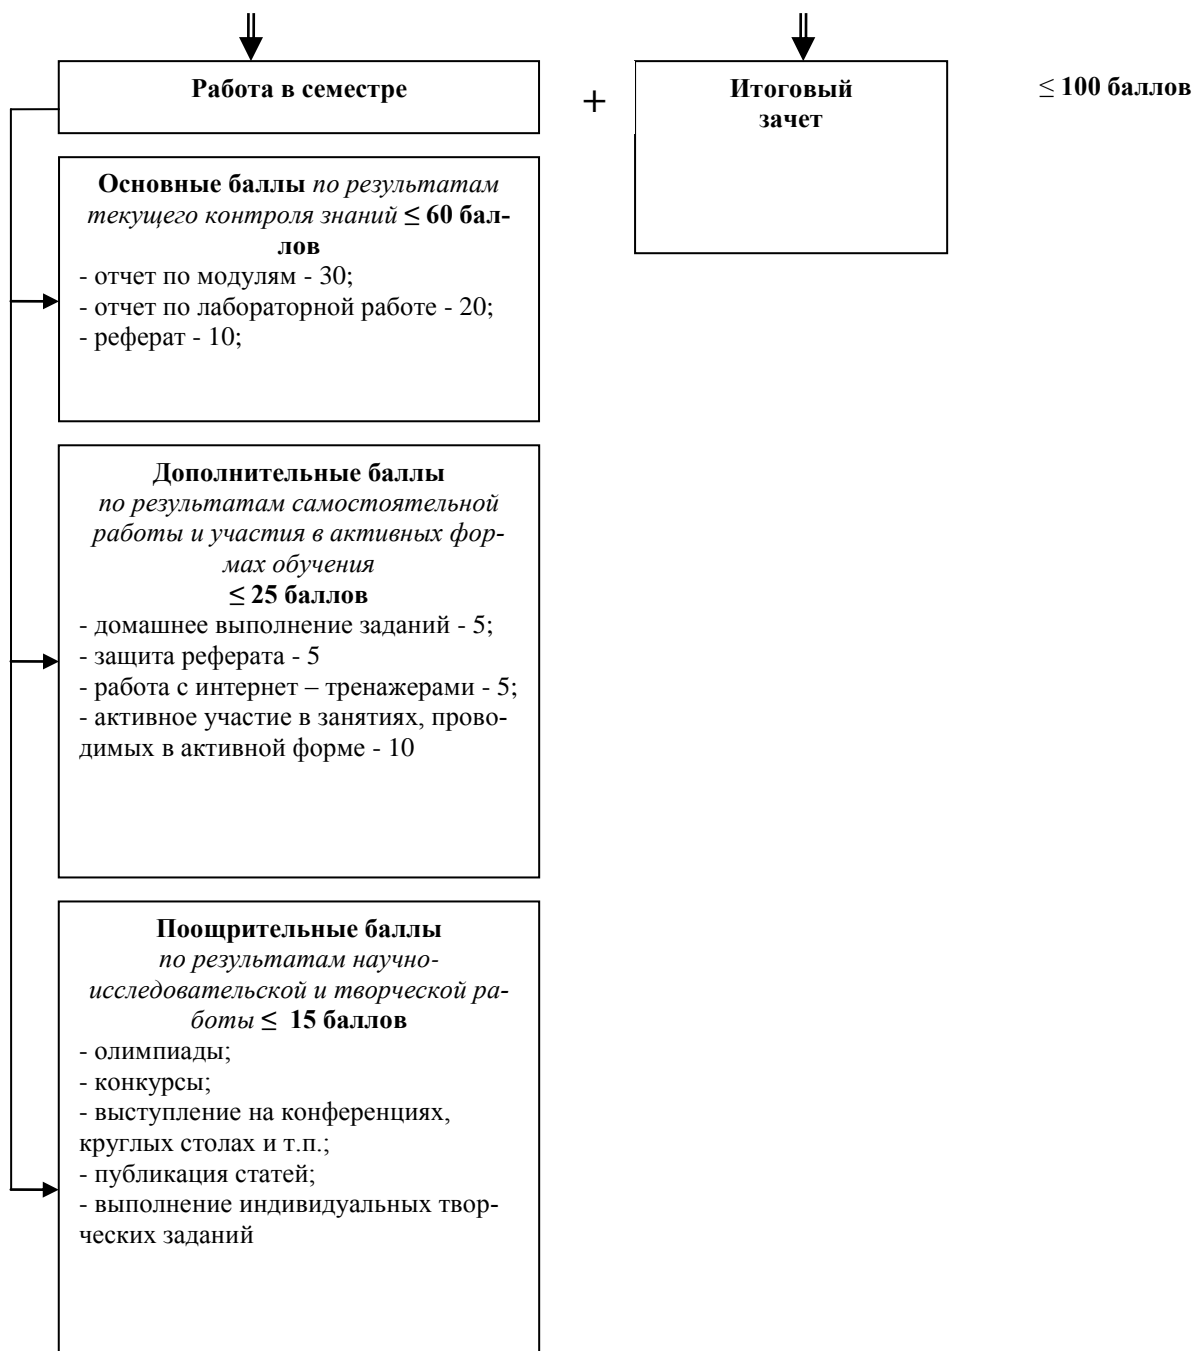 Работа в семестре
+
Итоговый
зачет
≤ 100 баллов
Основные баллы по результатам
текущего контроля знаний ≤ 60 бал-
лов
- отчет по модулям - 30;
- отчет по лабораторной работе - 20;
- реферат - 10;
Дополнительные баллы
по результатам самостоятельной
работы и участия в активных фор-
мах обучения
≤ 25 баллов
- домашнее выполнение заданий - 5;
- защита реферата - 5
- работа с интернет – тренажерами - 5;
- активное участие в занятиях, прово-
димых в активной форме - 10
Поощрительные баллы
по результатам научно-
исследовательской и творческой ра-
боты ≤ 15 баллов
- олимпиады;
- конкурсы;
- выступление на конференциях,
круглых столах и т.п.;
- публикация статей;
- выполнение индивидуальных твор-
ческих заданий